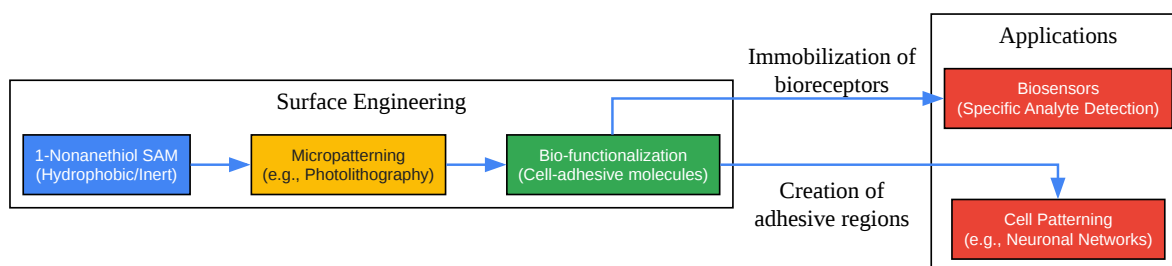 Surface Engineering
1-Nonanethiol SAM
(Hydrophobic/Inert)
Micropatterning
(e.g., Photolithography)
Bio-functionalization
(Cell-adhesive molecules)
Immobilization of
bioreceptors
Creation of
adhesive regions
Applications
Biosensors
(Specific Analyte Detection)
Cell Patterning
(e.g., Neuronal Networks)